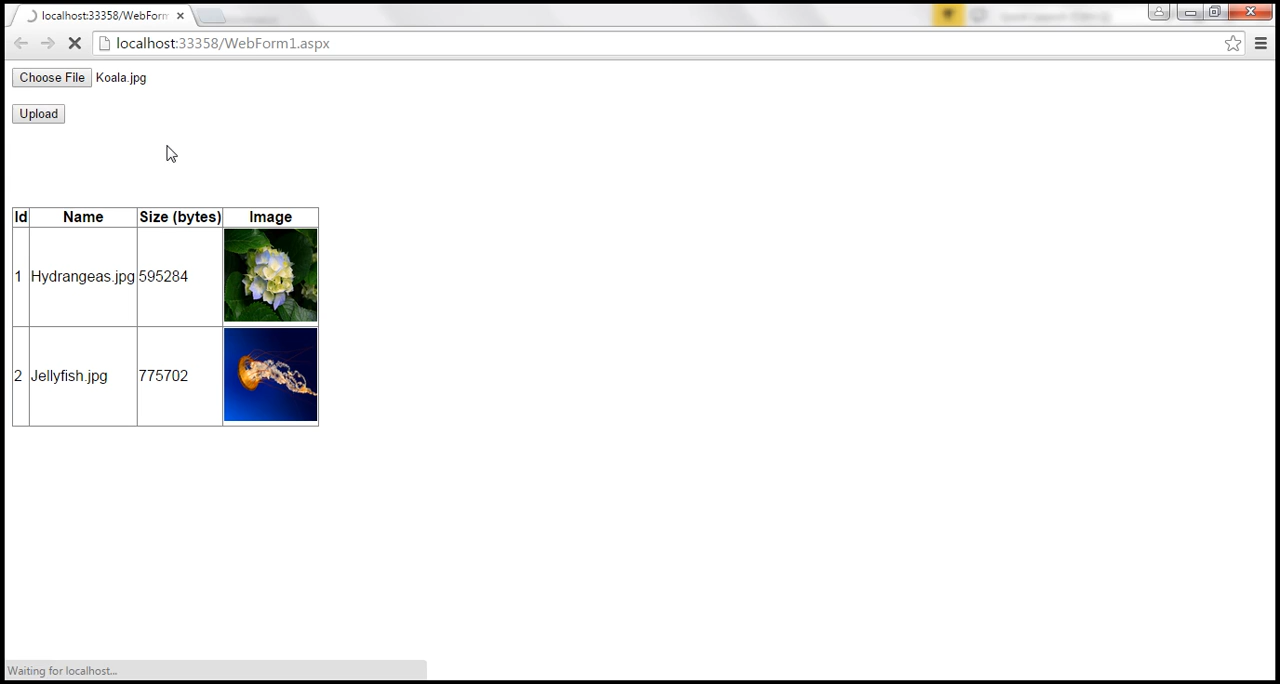 localhost:33358/WebForm
localhost:33358/WebForm1.aspx
Choose File Koala.jpg
Upload
Id Name Size (bytes) Image
1 Hydrangeas.jpg 595284
2 Jellyfish.jpg 775702
Waiting for localhost...